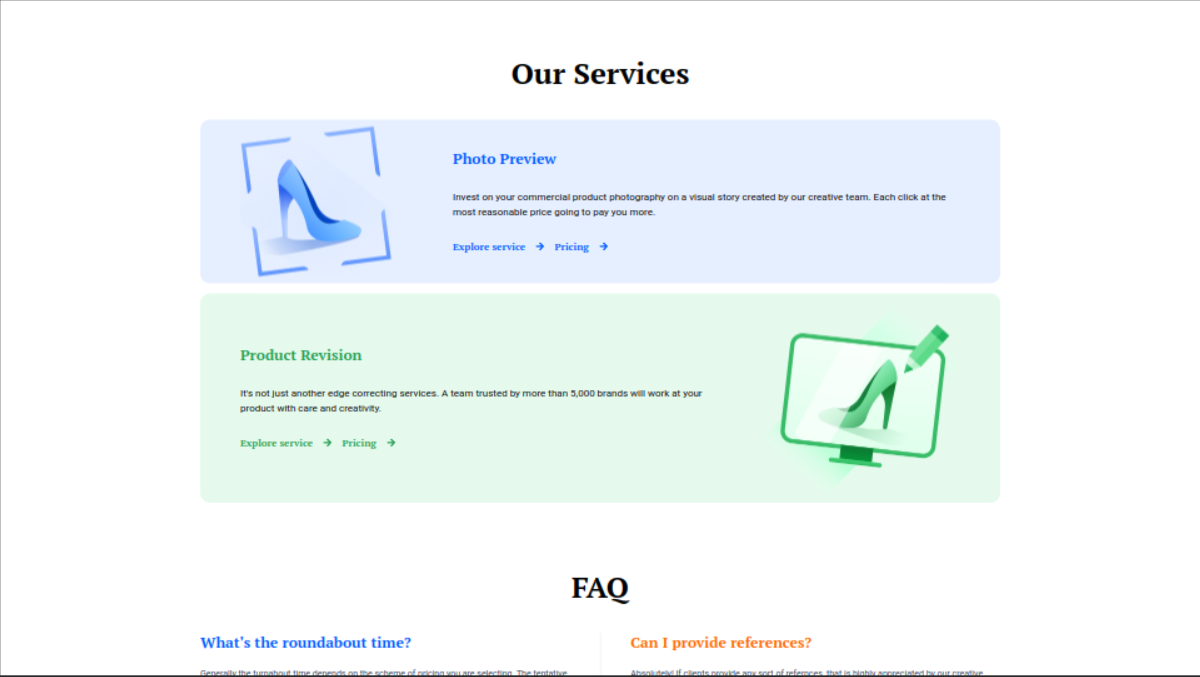 Our Services
Photo Preview
Invest on your commercial product photography on a visual story created by our creative team. Each click at the
most reasonable price going to pay you more.
Explore service → Pricing →
Product Revision
It's not just another edge correcting services. A team trusted by more than 5,000 brands will work at your
product with care and creativity.
Explore service → Pricing →
FAQ
What's the roundabout time?
Can I provide references?
Generally the turnabout time depends on the scheme of pricing you are selecting. The tentative
Absolutely! If clients provide any sort of refernces, that is highly appreciated by our creative